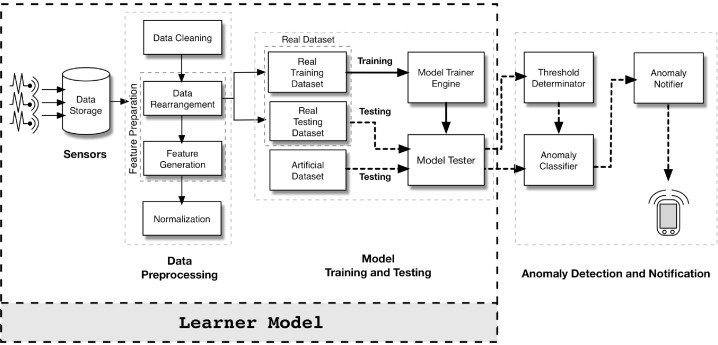 Data
Storage
Sensors
Data Cleaning
Feature Preparation
Data
Rearrangement
Feature
Generation
Normalization
Data
Preprocessing
Real Dataset
Real
Training
Dataset
Training
Model Trainer
Engine
Real
Testing
Dataset
Testing
Artificial
Dataset
Testing
Model Tester
Model
Training and Testing
Threshold
Determinator
Anomaly
Notifier
Anomaly
Classifier
Anomaly Detection and Notification
Learner Model